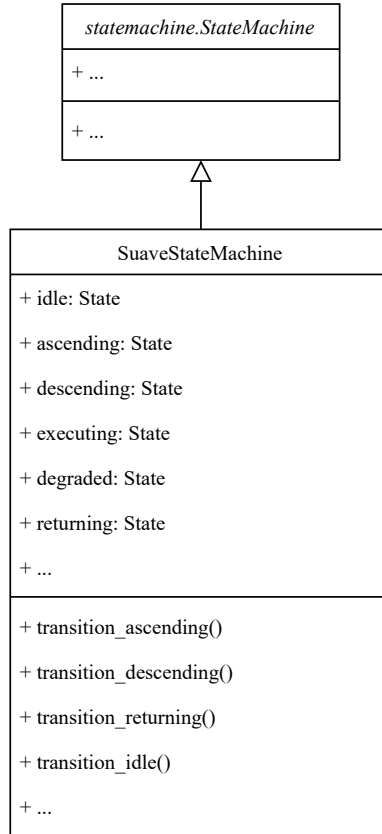 statemachine.StateMachine
+ ...
+ ...
SuaveStateMachine
+ idle: State
+ ascending: State
+ descending: State
+ executing: State
+ degraded: State
+ returning: State
+ ...
+ transition_ascending()
+ transition_descending()
+ transition_returning()
+ transition_idle()
+ ...